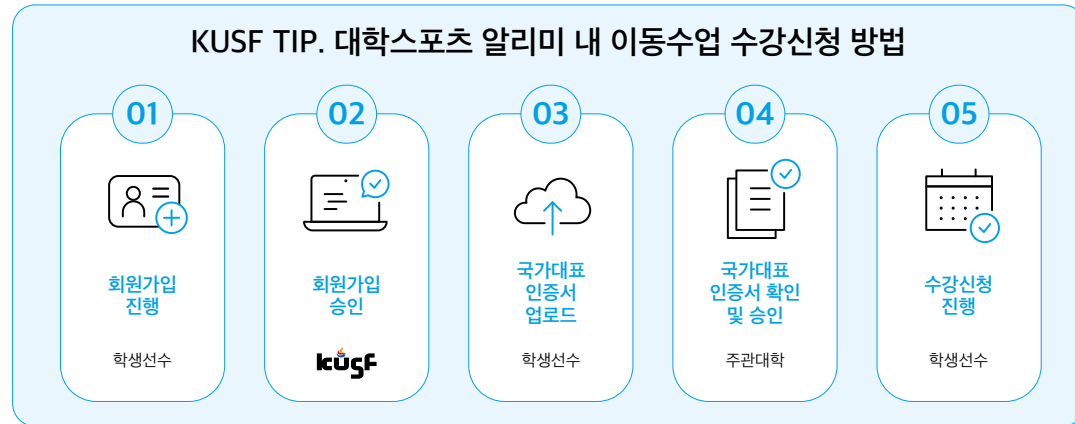 KUSF TIP. 대학스포츠 알리미 내 이동수업 수강신청 방법
01
회원가입
진행
학생선수
02
회원가입
승인
kusf
03
국가대표
인증서
업로드
학생선수
04
국가대표
인증서 확인
및 승인
주관대학
05
수강신청
진행
학생선수